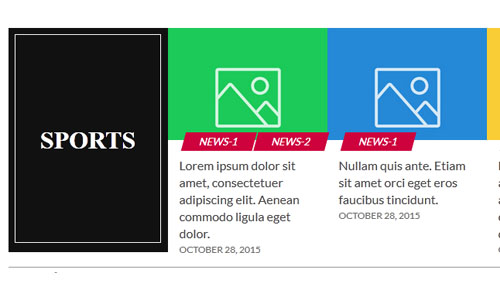 SPORTS
NEWS-1 NEWS-2
Lorem ipsum dolor sit
amet, consectetuer
adipiscing elit. Aenean
commodo ligula eget
dolor.
OCTOBER 28, 2015
NEWS-1
Nullam quis ante. Etiam
sit amet orci eget eros
faucibus tincidunt.
OCTOBER 28, 2015